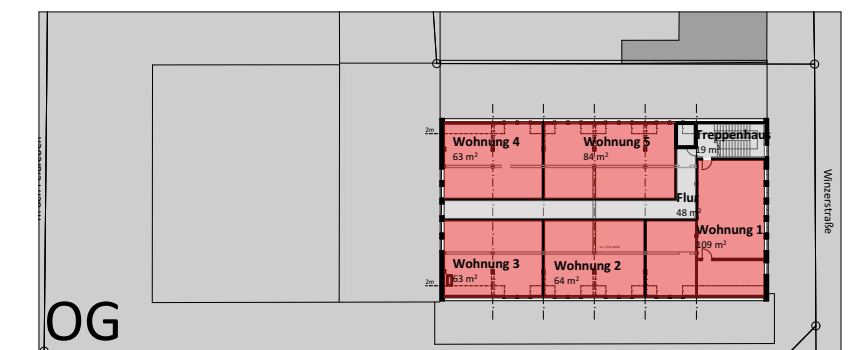 2m
Wohnung 4
63 m²
Wohnung 5
84 m²
Treppenhaus
19 m²
Flur
48 m²
Wohnung 1
109 m²
Winzerstraße
Wohnung 3
63 m²
Wohnung 2
64 m²
2m
OG